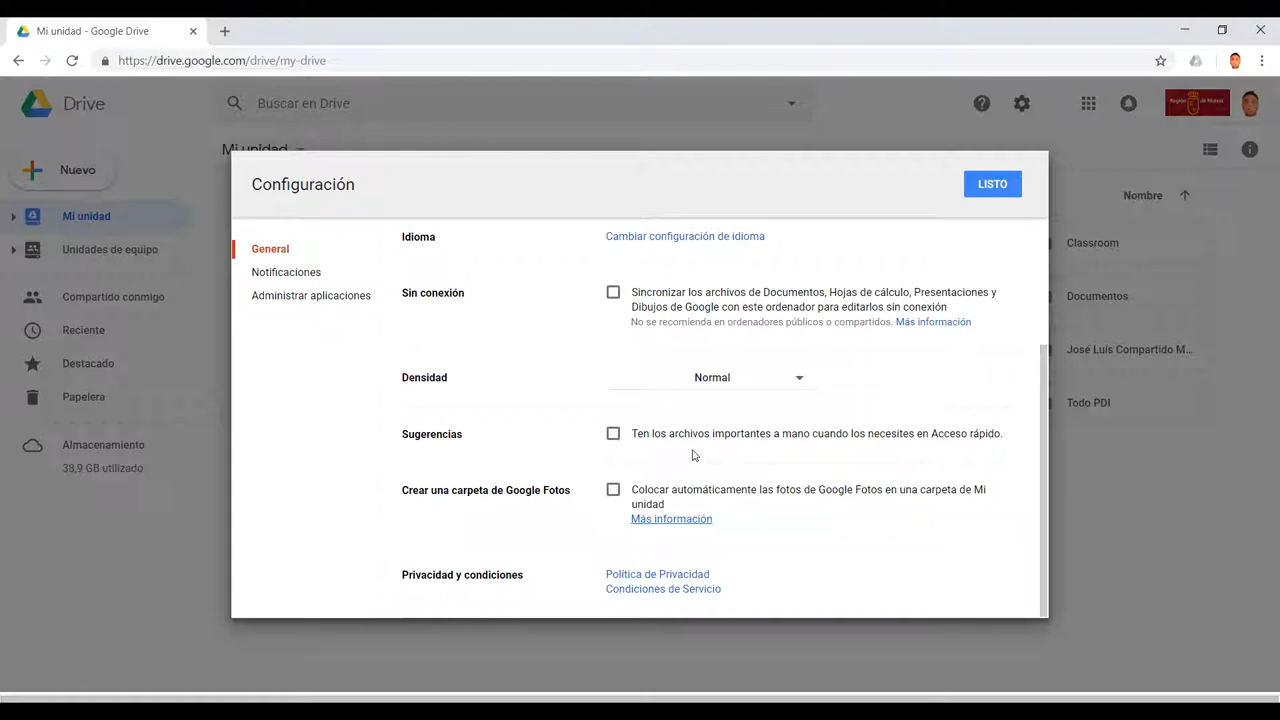 Mi unidad - Google Drive
https://drive.google.com/drive/my-drive
Drive
Buscar en Drive
Región de Murcia
Nuevo
Mi unidad
Mi unidad
Unidades de equipo
Compartido conmigo
Reciente
Destacado
Papelera
Almacenamiento
38,9 GB utilizado
Nombre
Classroom
Documentos
José Luis Compartido M...
Todo PDI
Configuración
LISTO
General
Notificaciones
Administrar aplicaciones
Idioma
Cambiar configuración de idioma
Sin conexión
Sincronizar los archivos de Documentos, Hojas de cálculo, Presentaciones y
Dibujos de Google con este ordenador para editarlos sin conexión
No se recomienda en ordenadores públicos o compartidos. Más información
Densidad
Normal
Sugerencias
Ten los archivos importantes a mano cuando los necesites en Acceso rápido.
Crear una carpeta de Google Fotos
Colocar automáticamente las fotos de Google Fotos en una carpeta de Mi
unidad
Más información
Privacidad y condiciones
Política de Privacidad
Condiciones de Servicio